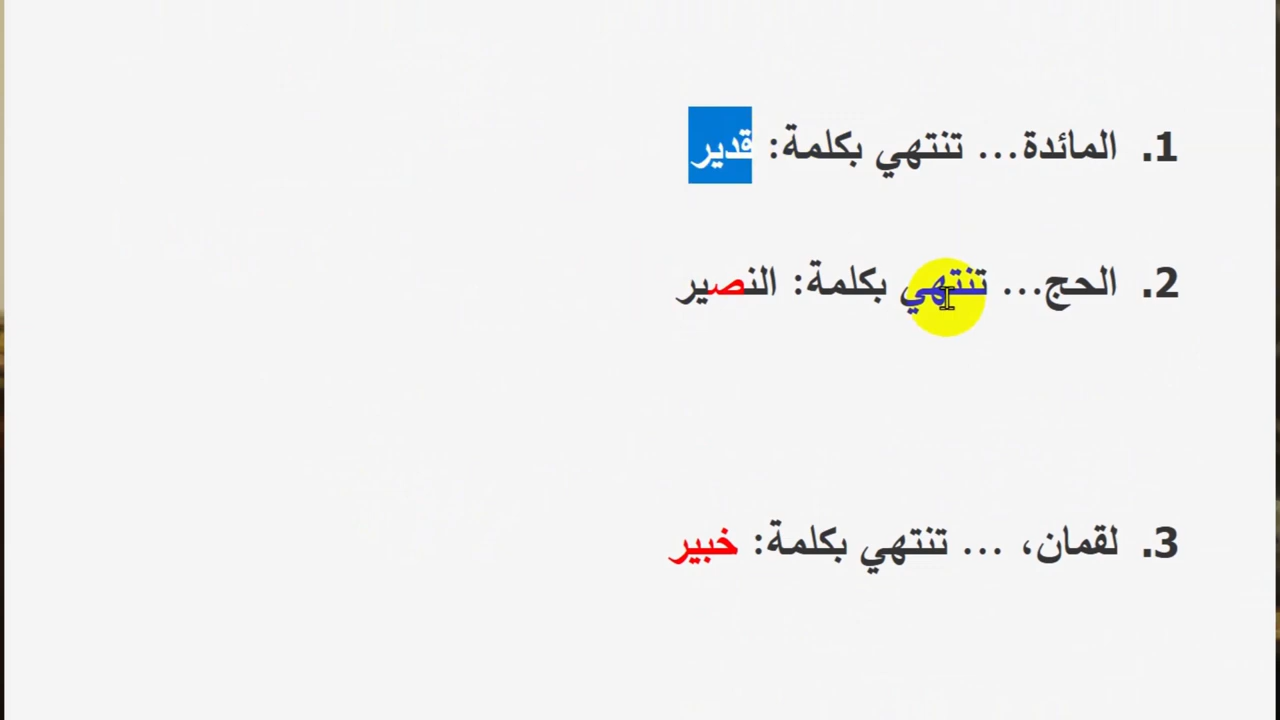 1. المائدة... تنتهي بكلمة: قدير
2. الحج... تنتهي بكلمة: النصير
3. لقمان، ... تنتهي بكلمة: خبير